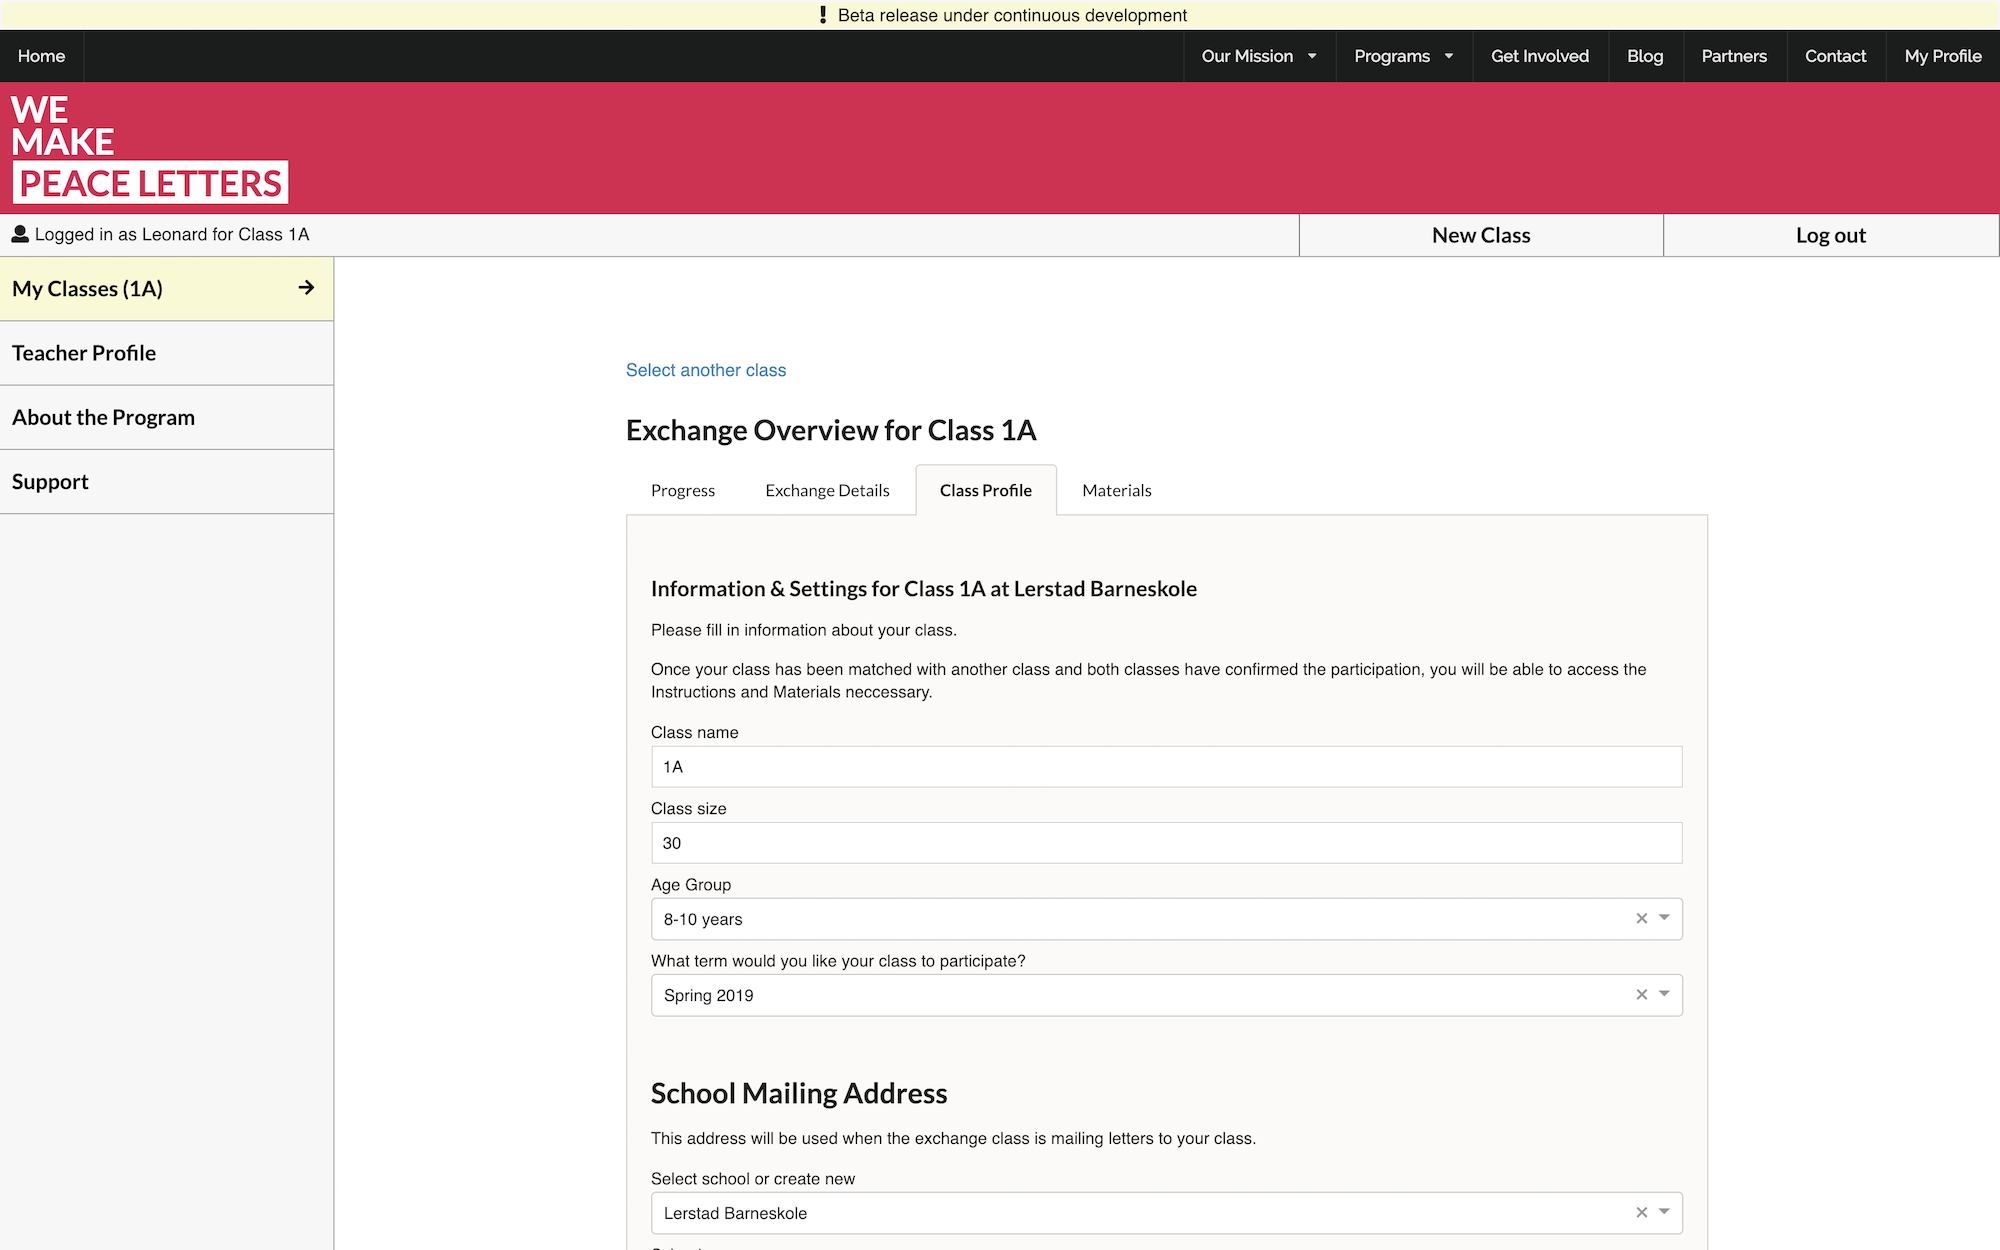 Beta release under continuous development
Home
Our Mission
Programs
Get Involved
Blog
Partners
Contact
My Profile
WE
MAKE
PEACE LETTERS
Logged in as Leonard for Class 1A
New Class
Log out
My Classes (1A)
Teacher Profile
About the Program
Support
Select another class
Exchange Overview for Class 1A
Progress
Exchange Details
Class Profile
Materials
Information & Settings for Class 1A at Lerstad Barneskole
Please fill in information about your class.
Once your class has been matched with another class and both classes have confirmed the participation, you will be able to access the
Instructions and Materials neccessary.
Class name
1A
Class size
30
Age Group
8-10 years
What term would you like your class to participate?
Spring 2019
School Mailing Address
This address will be used when the exchange class is mailing letters to your class.
Select school or create new
Lerstad Barneskole